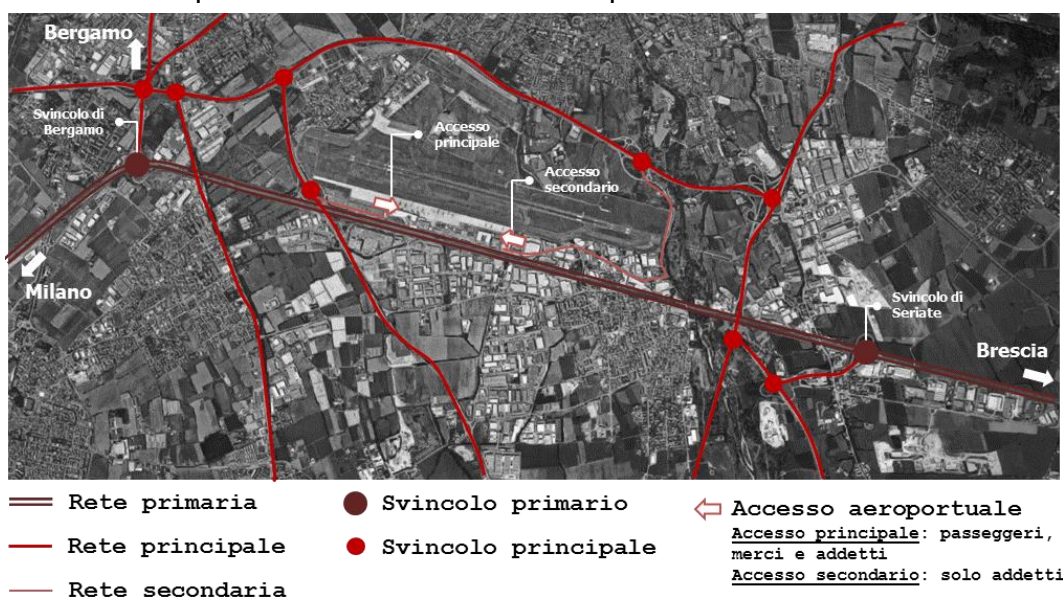 Bergamo
Svincolo di
Bergamo
Accesso
principale
Accesso
secondario
Milano
Svincolo di
Seriate
Brescia
Rete primaria
Svincolo primario
Accesso aeroportuale
Accesso principale: passeggeri,
merci e addetti
Rete principale
Svincolo principale
Accesso secondario: solo addetti
Rete secondaria